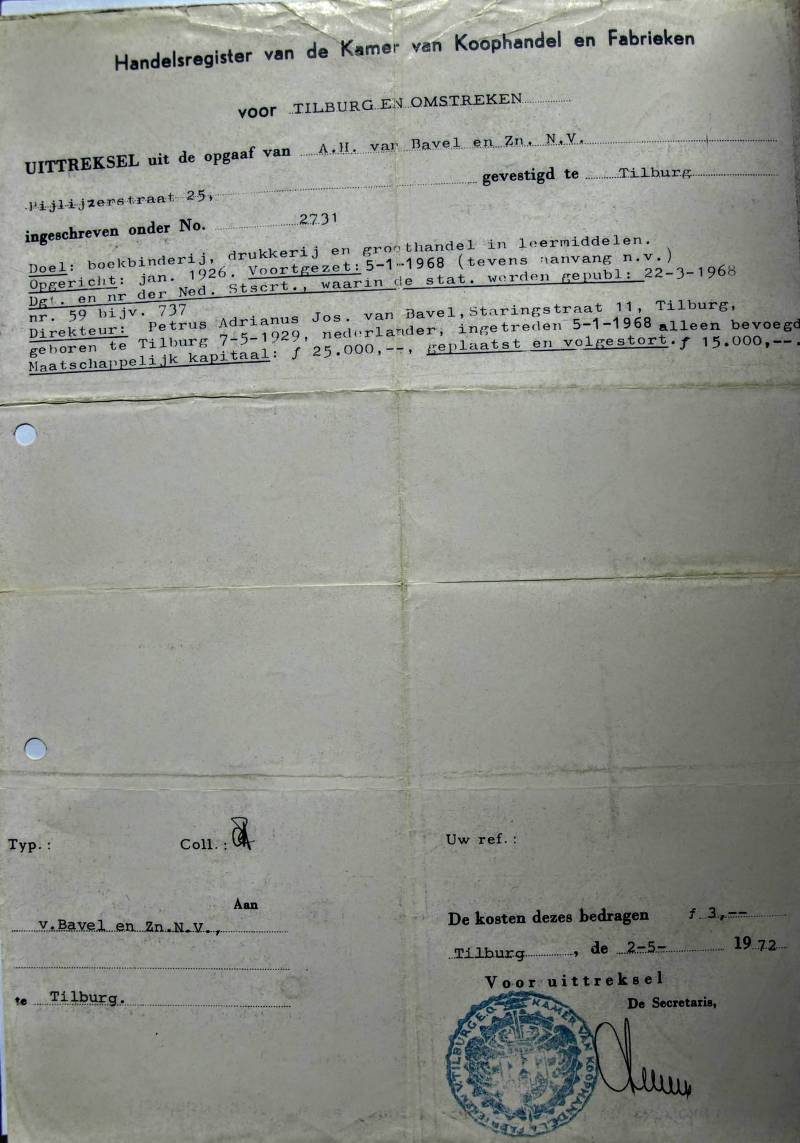 Handelsregister van de Kamer van Koophandel en Fabrieken
voor TILBURG EN OMSTREKEN
UITTREKSEL uit de opgaaf van A.H. van Bavel en Zn. N.V.
Pijlijzerstraat 25, gevestigd te Tilburg
ingeschreven onder No. 2731
Doel: boekbinderij, drukkerij en groothandel in leermiddelen.
Opgericht: jan. 1926. Voortgezet: 5-1-1968 (tevens aanvang n.v.)
Dgt. en nr der Ned. Stscrt., waarin de stat. werden gepubl: 22-3-1968
nr. 59 bijv. 737
Direkteur: Petrus Adrianus Jos. van Bavel, Staringstraat 11, Tilburg,
geboren te Tilburg 7-5-1929, nederlander, ingetreden 5-1-1968 alleen bevoegd
Maatschappelijk kapitaal: f 25.000,--, geplaatst en volgestort. f 15.000,--.
Typ.: Coll.: Uw ref.:
Aan
v.Bavel en Zn.N.V.,
De kosten dezes bedragen f 3,--
Tilburg, de 2-5- 1972
te Tilburg.
Voor uittreksel
De Secretaris,
KAMER VAN KOOPHANDEL & FABRIEKEN V. TILBURG E.O.